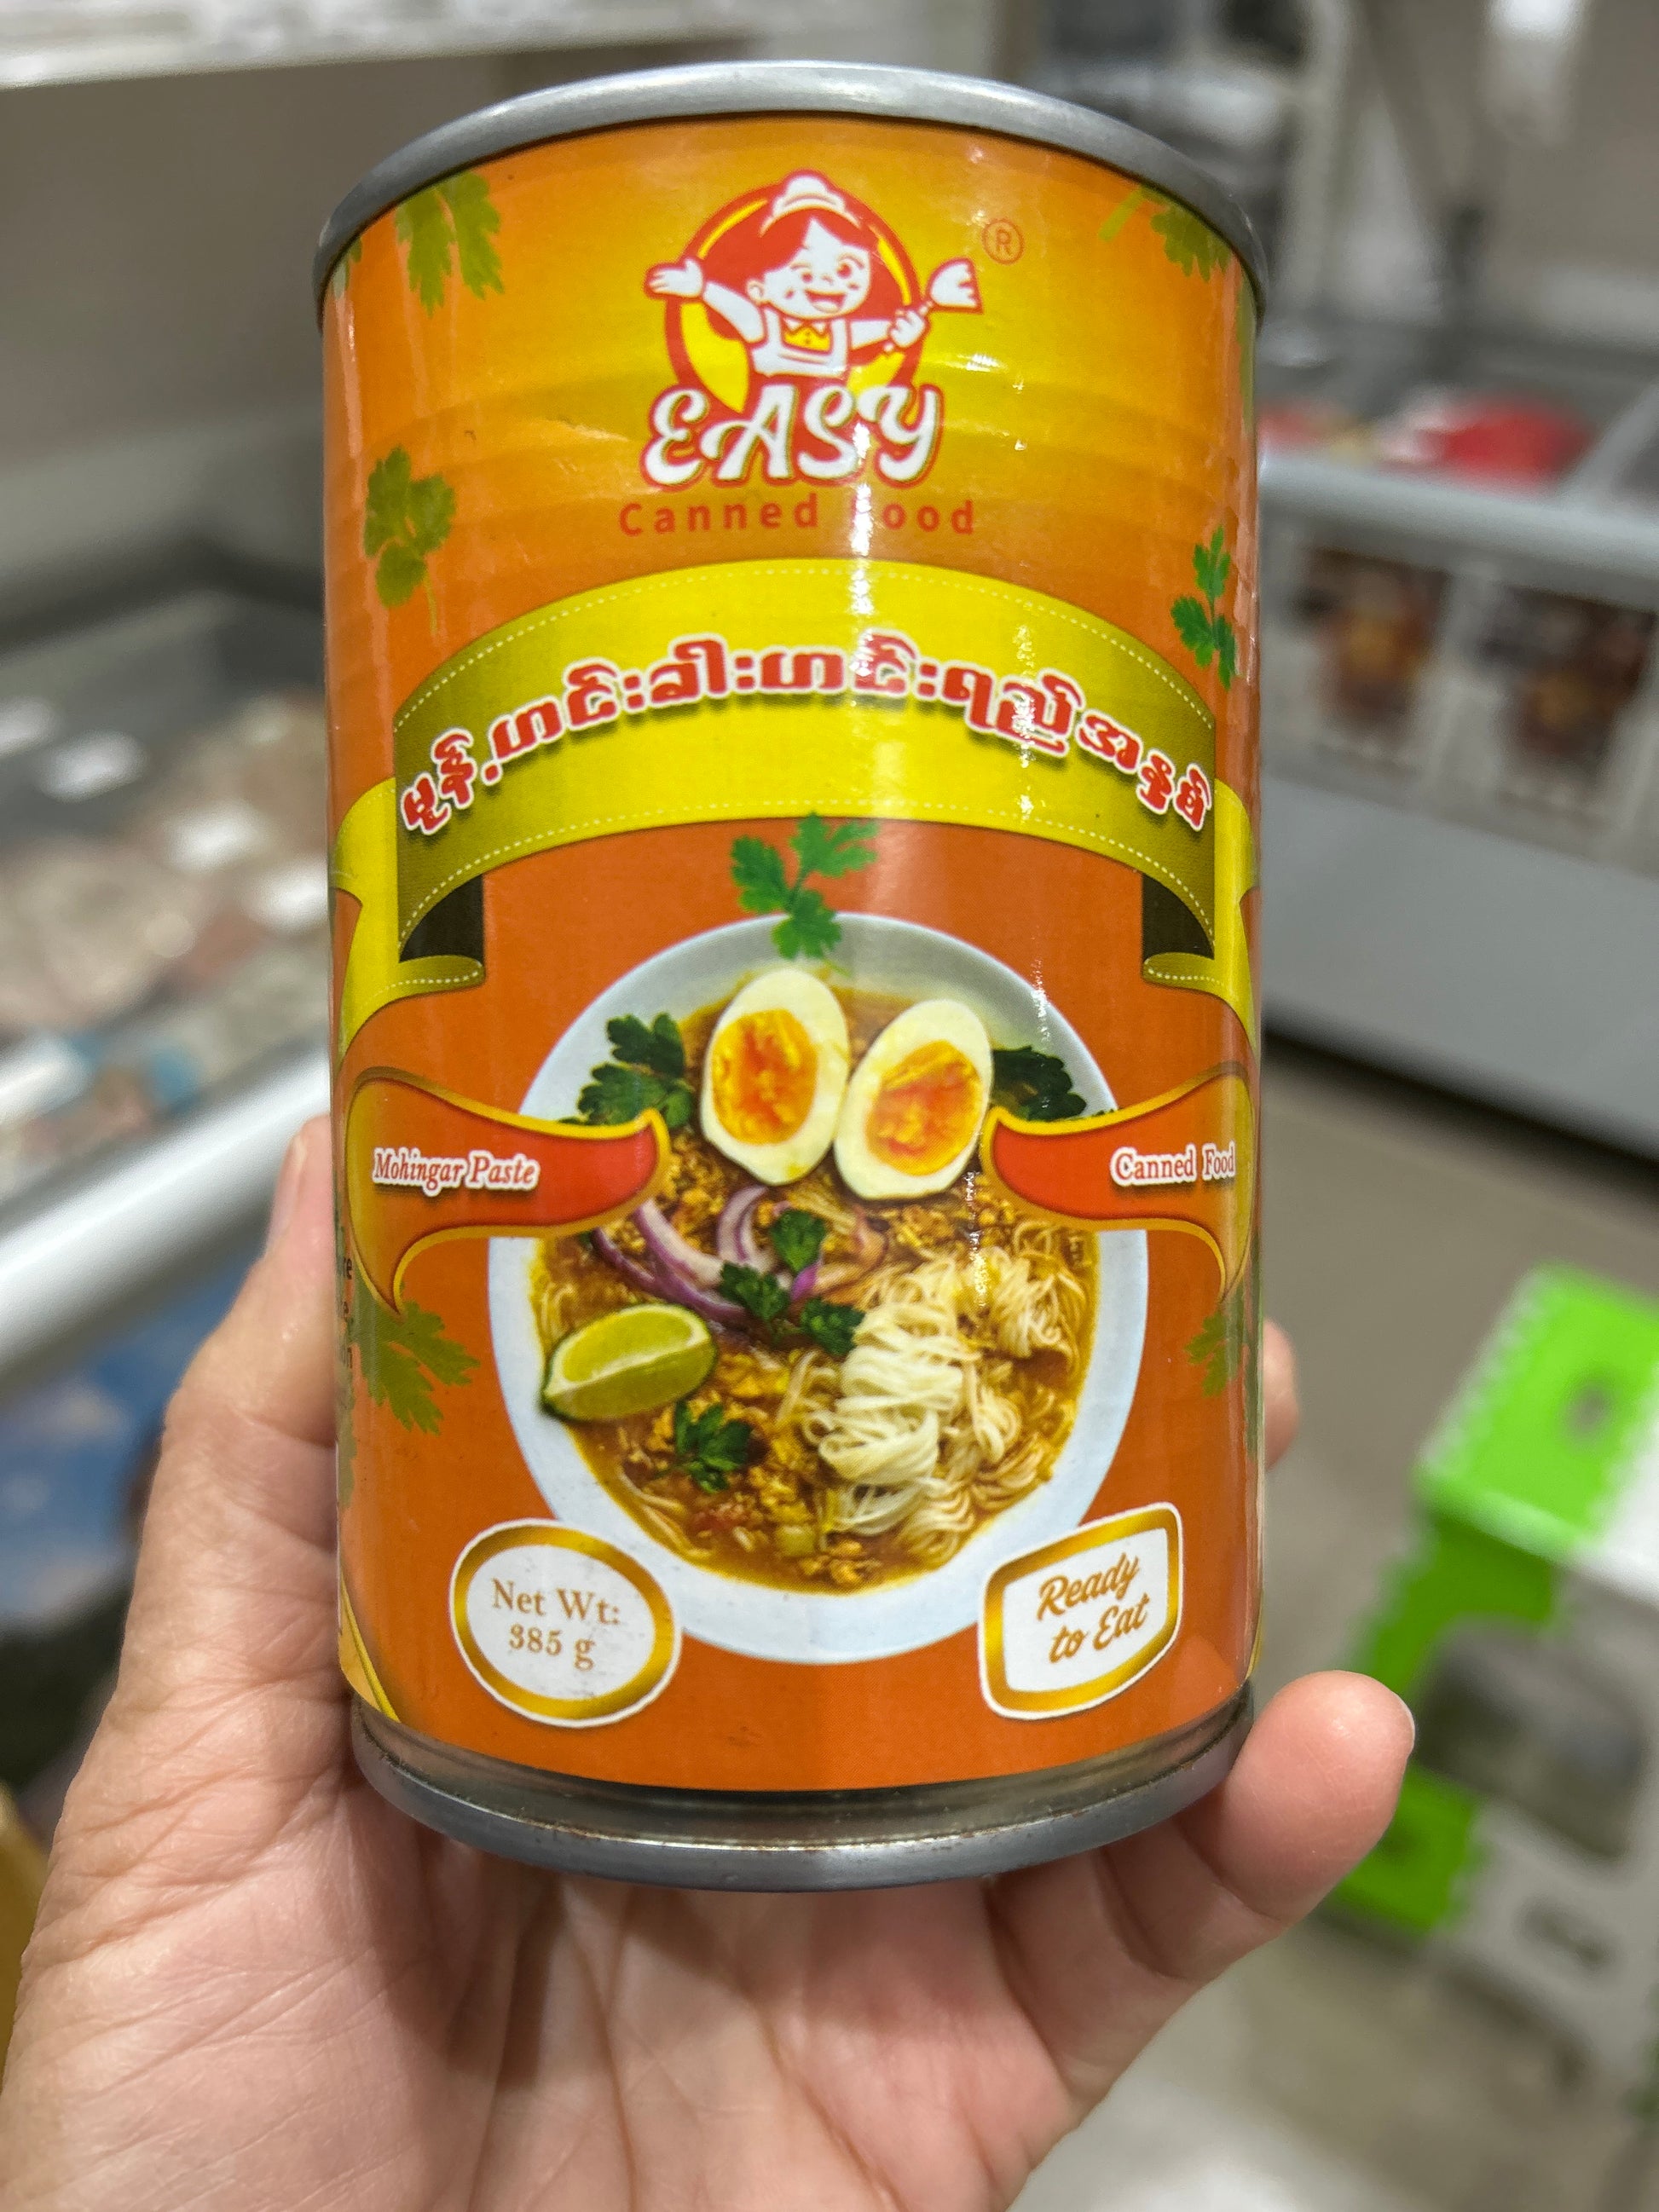 ®
EASY
Canned Food
မုန့်ဟင်းခါးဟင်းရည်အနှစ်
Mohingar Paste
Canned Food
Net Wt:
385 g
Ready
to Eat